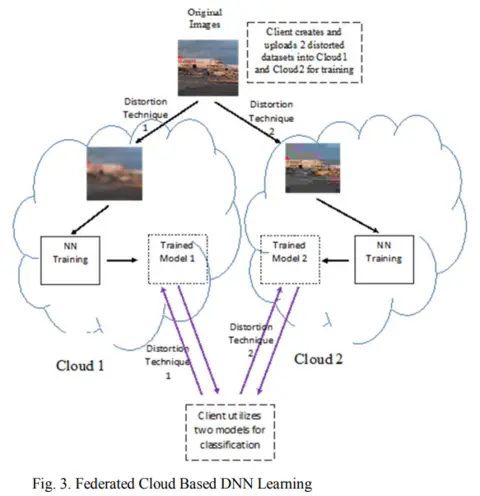 Original
Images
Client creates and
uploads 2 distorted
datasets into Cloud1
and Cloud2 for training
Distortion
Technique
1
Distortion
Technique
2
NN
Training
Trained
Model 1
Trained
Model 2
NN
Training
Cloud 1
Distortion
Technique
1
Distortion
Technique
2
Cloud 2
Client utilizes
two models for
classification
Fig. 3. Federated Cloud Based DNN Learning